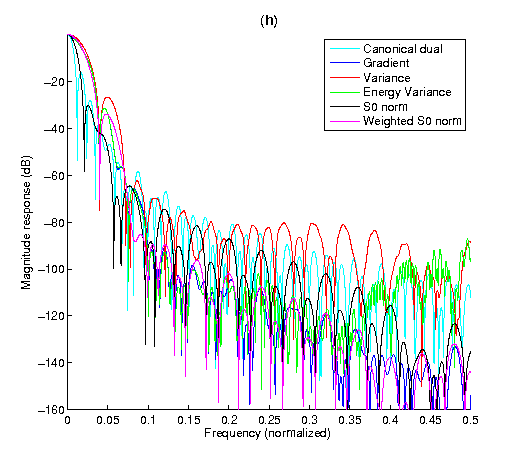 (h)
Canonical dual
Gradient
Variance
Energy Variance
S0 norm
Weighted S0 norm
Magnitude response (dB)
−20
−40
−60
−80
−100
−120
−140
−160
0 0.05 0.1 0.15 0.2 0.25 0.3 0.35 0.4 0.45 0.5
Frequency (normalized)